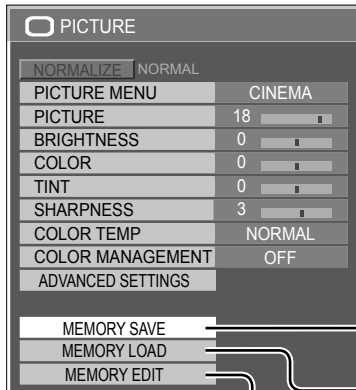 PICTURE
NORMALIZE NORMAL
PICTURE MENU CINEMA
PICTURE 18
BRIGHTNESS 0
COLOR 0
TINT 0
SHARPNESS 3
COLOR TEMP NORMAL
COLOR MANAGEMENT OFF
ADVANCED SETTINGS
MEMORY SAVE
MEMORY LOAD
MEMORY EDIT